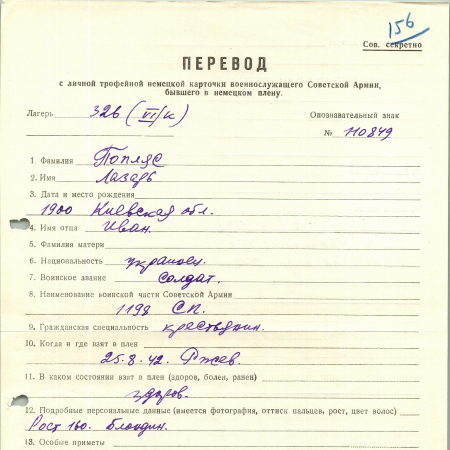 156
Сов. секретно
ПЕРЕВОД
с личной трофейной немецкой карточки военнослужащего Советской Армии,
бывшего в немецком плену.
Лагерь 326 (VI/K) Опознавательный знак
№ 110849
1. Фамилия Попляс
2. Имя Лазарь
3. Дата и место рождения
1900 Киевская обл.
4. Имя отца Иван.
5. Фамилия матери
6. Национальность украинец.
7. Воинское звание солдат.
8. Наименование воинской части Советской Армии
1198 СП.
9. Гражданская специальность крестьянин.
10. Когда и где взят в плен
25.8.42. Ржев.
11. В каком состоянии взят в плен (здоров, болен, ранен)
здоров.
12. Подробные персональные данные (имеется фотография, оттиск пальцев, рост, цвет волос)
Рост 160. Блондин.
13. Особые приметы